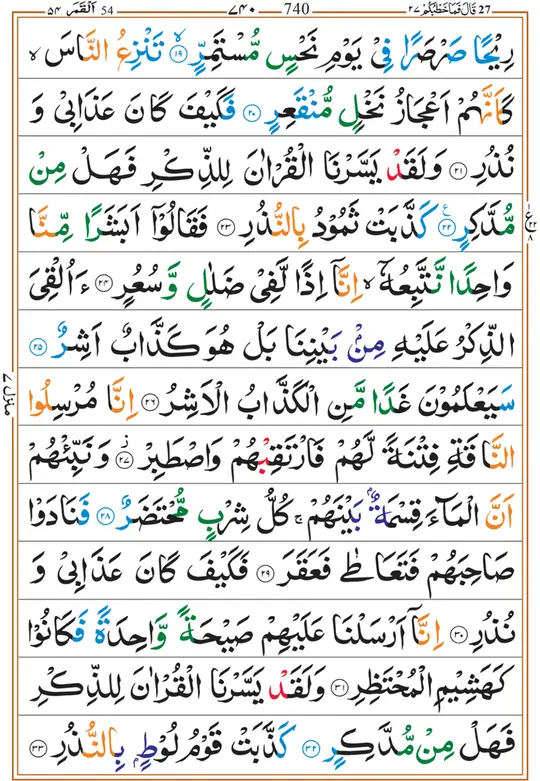 27 قَالَ فَمَا خَطْبُكُمْ ٢٧ 740 ٧٤٠ 54 اَلْقَمَر ٥٤
رِيْحًا صَرْصَرًا فِيْ يَوْمِ نَحْسٍ مُّسْتَمِرٍّ ۙ ١٩ تَنْزِعُ النَّاسَ ۙ
كَاَنَّهُمْ اَعْجَازُ نَخْلٍ مُّنْقَعِرٍ ٢٠ فَكَيْفَ كَانَ عَذَابِيْ وَ
نُذُرِ ٢١ وَلَقَدْ يَسَّرْنَا الْقُرْاٰنَ لِلذِّكْرِ فَهَلْ مِنْ
مُّدَّكِرٍ ٢٢ ع كَذَّبَتْ ثَمُوْدُ بِالنُّذُرِ ٢٣ فَقَالُوْٓا اَبَشَرًا مِّنَّا
وَاحِدًا نَّتَّبِعُهٗٓ ۙ اِنَّآ اِذًا لَّفِيْ ضَلٰلٍ وَّسُعُرٍ ٢٤ ءَاُلْقِيَ
الذِّكْرُ عَلَيْهِ مِنْۢ بَيْنِنَا بَلْ هُوَ كَذَّابٌ اَشِرٌ ٢٥
سَيَعْلَمُوْنَ غَدًا مَّنِ الْكَذَّابُ الْاَشِرُ ٢٦ اِنَّا مُرْسِلُوا
النَّاقَةِ فِتْنَةً لَّهُمْ فَارْتَقِبْهُمْ وَاصْطَبِرْ ۫ ٢٧ وَنَبِّئْهُمْ
اَنَّ الْمَآءَ قِسْمَةٌۢ بَيْنَهُمْ ۚ كُلُّ شِرْبٍ مُّحْتَضَرٌ ٢٨ فَنَادَوْا
صَاحِبَهُمْ فَتَعَاطٰى فَعَقَرَ ٢٩ فَكَيْفَ كَانَ عَذَابِيْ وَ
نُذُرِ ٣٠ اِنَّآ اَرْسَلْنَا عَلَيْهِمْ صَيْحَةً وَّاحِدَةً فَكَانُوْا
كَهَشِيْمِ الْمُحْتَظِرِ ٣١ وَلَقَدْ يَسَّرْنَا الْقُرْاٰنَ لِلذِّكْرِ
فَهَلْ مِنْ مُّدَّكِرٍ ٣٢ كَذَّبَتْ قَوْمُ لُوْطٍۭ بِالنُّذُرِ ٣٣
منزل ٧